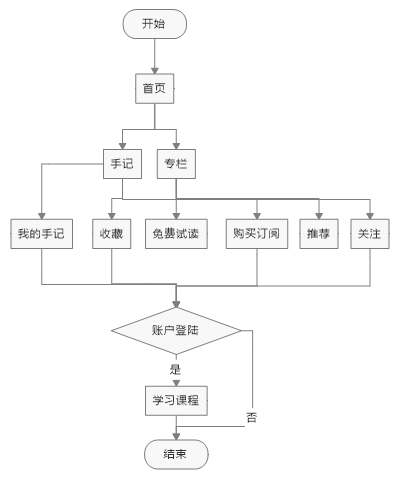 开始
首页
手记
专栏
我的手记
收藏
免费试读
购买订阅
推荐
关注
账户登陆
是
学习课程
否
结束